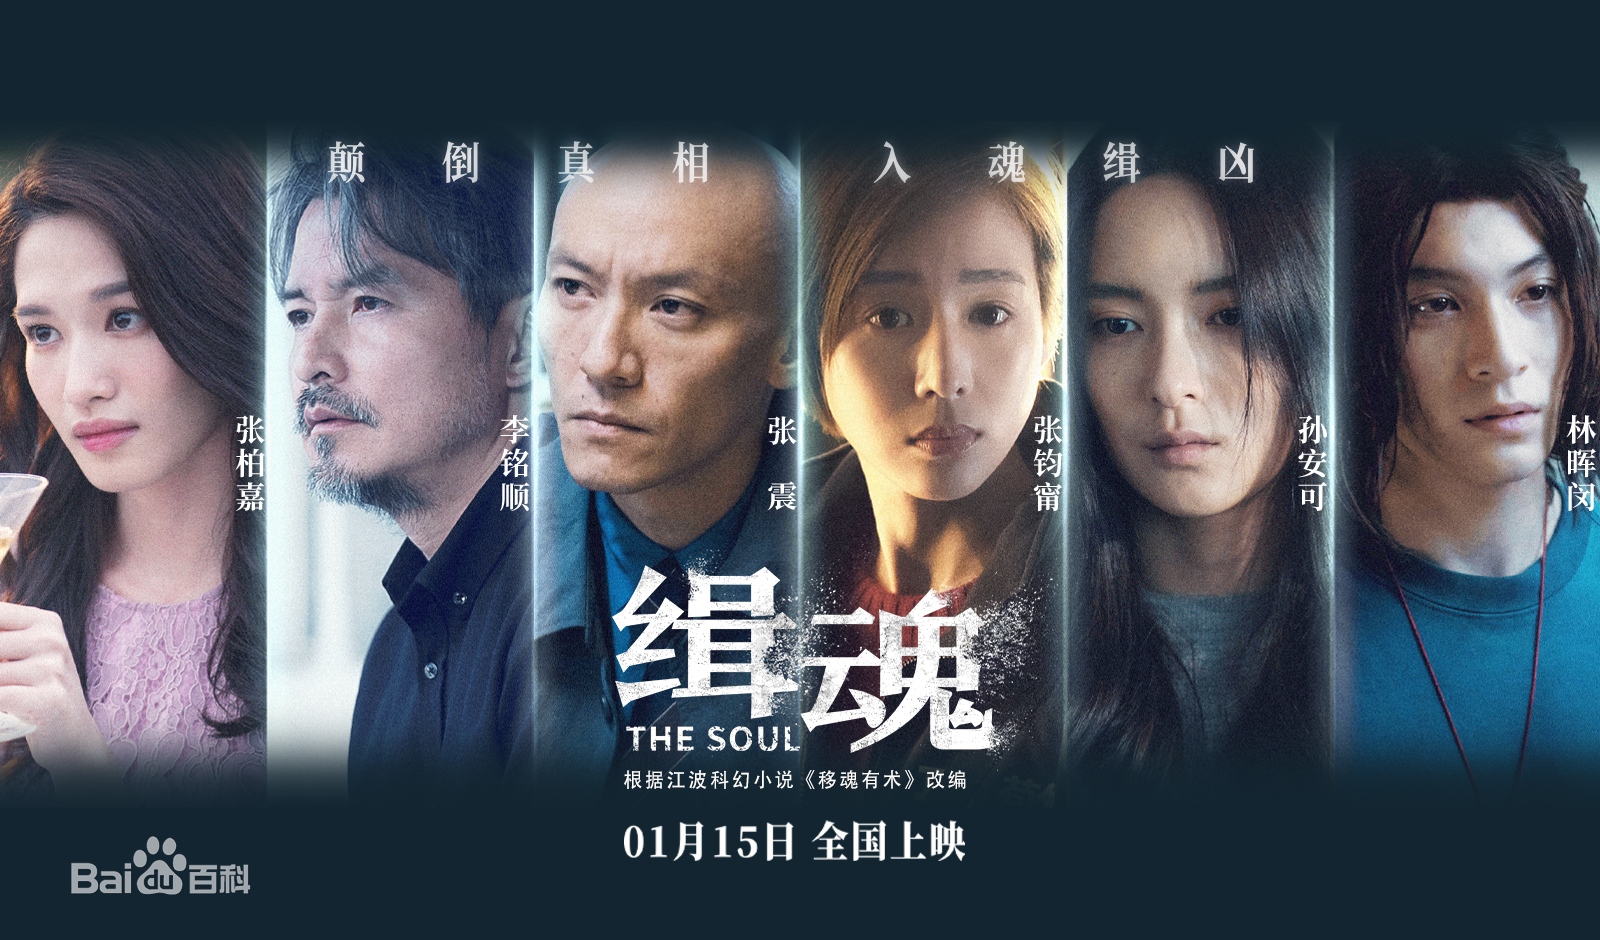 颠倒真相 入魂缉凶
张柏嘉
李铭顺
张震
张钧甯
孙安可
林晖闵
缉魂
THE SOUL
根据江波科幻小说《移魂有术》改编
01月15日 全国上映
Baidu百科